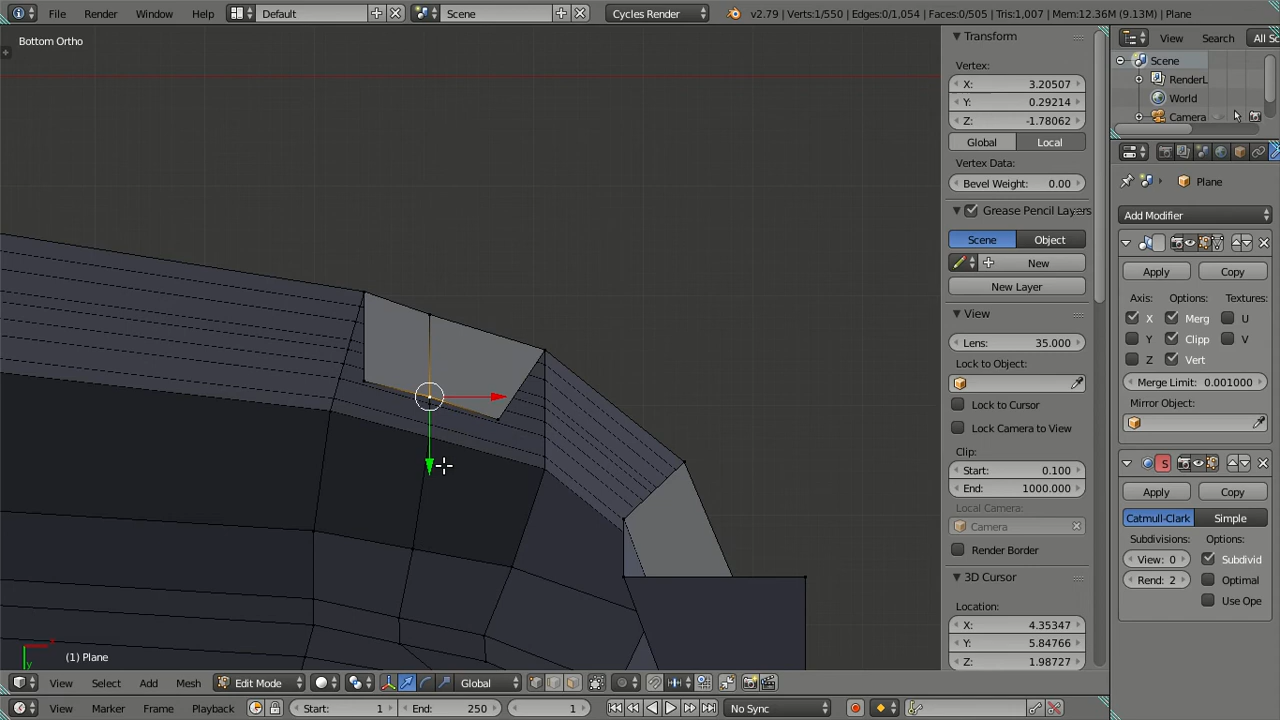 File Render Window Help Default Scene Cycles Render v2.79 | Verts:1/550 | Edges:0/1,054 | Faces:0/505 | Tris:1,007 | Mem:12.36M (9.13M) | Plane
Bottom Ortho
(1) Plane
y
Transform
Vertex:
X: 3.20507
Y: 0.29214
Z: -1.78062
Global Local
Vertex Data:
Bevel Weight: 0.00
Grease Pencil Layers
Scene Object
New
New Layer
View
Lens: 35.000
Lock to Object:
Lock to Cursor
Lock Camera to View
Clip:
Start: 0.100
End: 1000.000
Local Camera:
Camera
Render Border
3D Cursor
Location:
X: 4.35347
Y: 5.84766
Z: 1.98727
View Search All S
Scene
RenderL
World
Camera
Plane
Add Modifier
Apply Copy
Axis: Options: Textures:
X Merg U
Y Clipp V
Z Vert
Merge Limit: 0.001000
Mirror Object:
S
Apply Copy
Catmull-Clark Simple
Subdivisions: Options:
View: 0 Subdivid
Rend: 2 Optimal
Use Ope
View Select Add Mesh Edit Mode Global
View Marker Frame Playback Start: 1 End: 250 1 No Sync